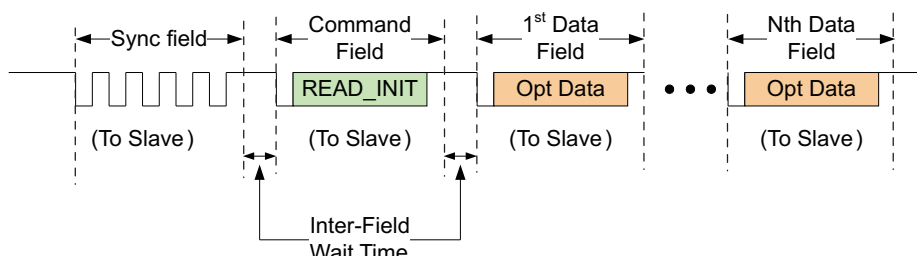 Sync field
Command
Field
1st Data
Field
Nth Data
Field
READ_INIT
Opt Data
Opt Data
(To Slave)
(To Slave)
(To Slave)
(To Slave)
Inter-Field
Wait Time